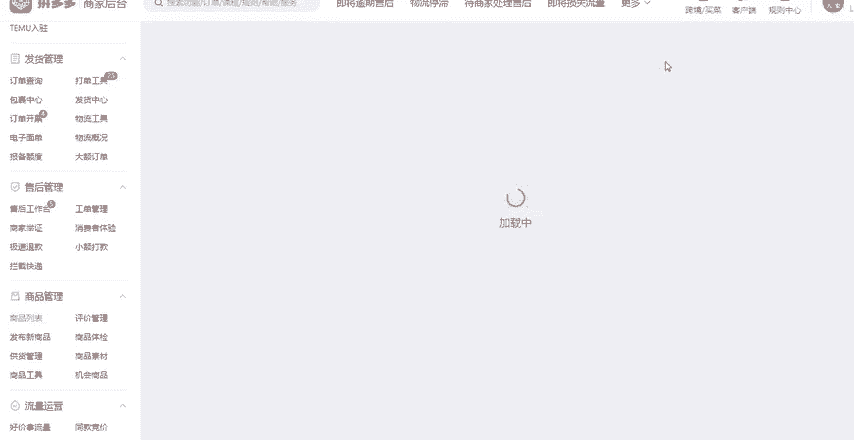 拼多多 商家后台
搜索功能/订单/课程/规则/帮助/服务
即将逾期售后 物流停滞 待商家处理售后 即将损失流量 更多
跨境/买菜 客户端 规则中心
TEMU入驻
发货管理
订单查询 打单工具 23
包裹中心 发货中心
订单开票 4 物流工具
电子面单 物流概况
报备额度 大额订单
售后管理
售后工作台 5 工单管理
商家举证 消费者体验
极速退款 小额打款
拦截快递
商品管理
商品列表 评价管理
发布新商品 商品体检
供货管理 商品素材
商品工具 机会商品
流量运营
好价拿流量 同款竞价
加载中